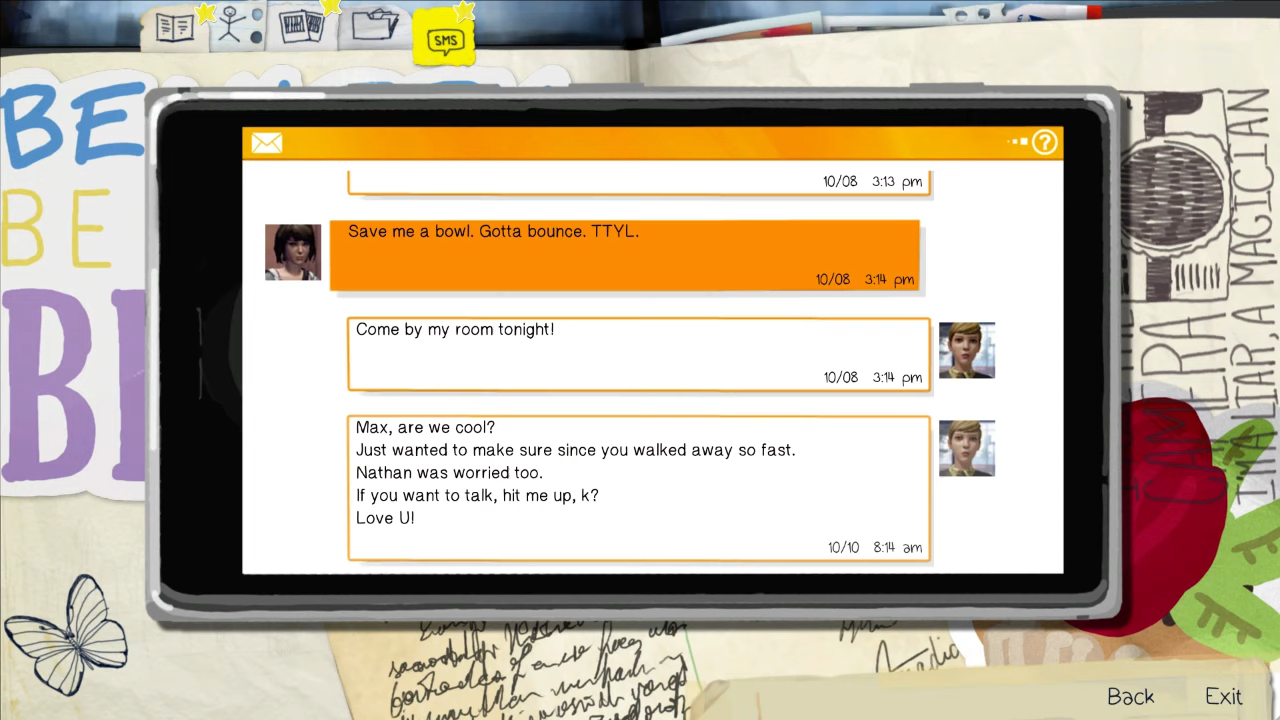 SMS
BE
BE
10/08 3:13 pm
Save me a bowl. Gotta bounce. TTYL.
10/08 3:14 pm
Come by my room tonight!
10/08 3:14 pm
Max, are we cool?
Just wanted to make sure since you walked away so fast.
Nathan was worried too.
If you want to talk, hit me up, k?
Love U!
10/10 8:14 am
CAMERA
LIAR, A MAGICIAN
Back Exit